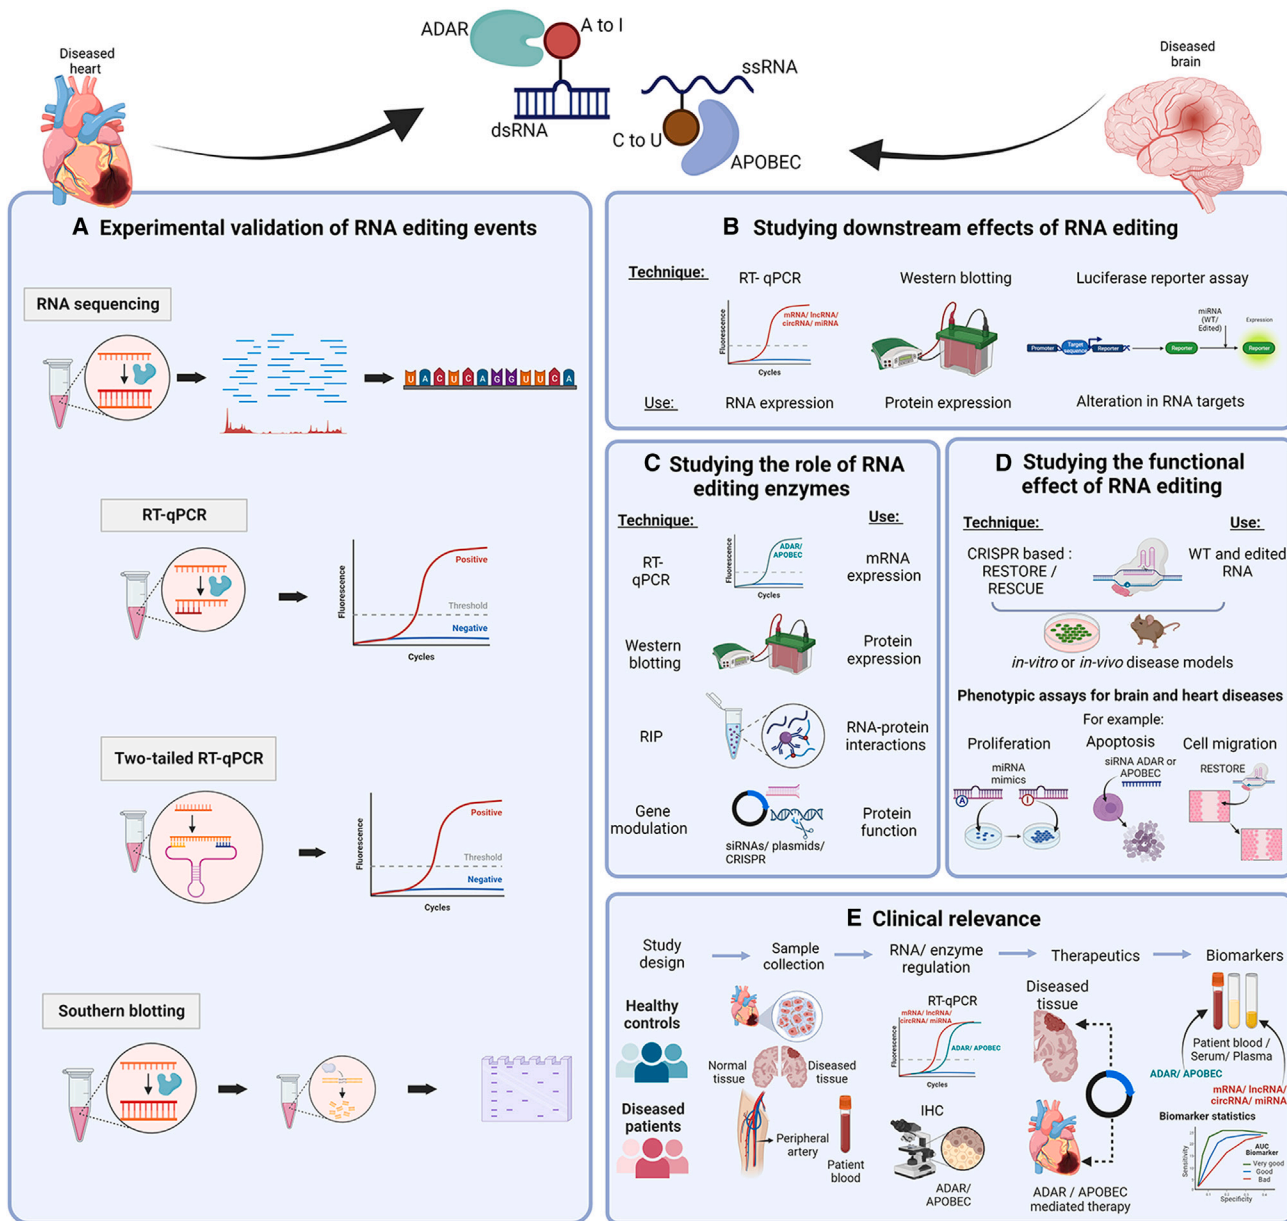 Diseased
heart
ADAR
A to I
dsRNA
ssRNA
C to U
APOBEC
Diseased
brain
A Experimental validation of RNA editing events
RNA sequencing
U A C U C A G G U U C A
RT-qPCR
Fluorescence
Positive
Threshold
Negative
Cycles
Two-tailed RT-qPCR
Fluorescence
Positive
Threshold
Negative
Cycles
Southern blotting
B Studying downstream effects of RNA editing
Technique:
RT- qPCR
Western blotting
Luciferase reporter assay
Fluorescence
mRNA/ lncRNA/
circRNA/ miRNA
Cycles
miRNA
(WT/
Edited)
Expression
Promoter
Target
sequence
Reporter
Reporter
Reporter
Use:
RNA expression
Protein expression
Alteration in RNA targets
C Studying the role of RNA
editing enzymes
Technique:
Use:
RT-
qPCR
Fluorescence
ADAR/
APOBEC
Cycles
mRNA
expression
Western
blotting
Protein
expression
RIP
RNA-protein
interactions
Gene
modulation
siRNAs/ plasmids/
CRISPR
Protein
function
D Studying the functional
effect of RNA editing
Technique:
Use:
CRISPR based :
RESTORE /
RESCUE
WT and edited
RNA
in-vitro or in-vivo disease models
Phenotypic assays for brain and heart diseases
For example:
Proliferation
miRNA
mimics
A
I
Apoptosis
siRNA ADAR or
APOBEC
Cell migration
RESTORE
E Clinical relevance
Study
design
Sample
collection
RNA/ enzyme
regulation
Therapeutics
Biomarkers
Healthy
controls
Diseased
patients
Normal
tissue
Diseased
tissue
Peripheral
artery
Patient
blood
RT-qPCR
mRNA/ lncRNA/
circRNA/ miRNA
ADAR/ APOBEC
Fluorescence
Cycles
IHC
ADAR/
APOBEC
Diseased
tissue
ADAR / APOBEC
mediated therapy
Patient blood /
Serum/ Plasma
ADAR/ APOBEC
mRNA/ lncRNA/
circRNA/ miRNA
Biomarker statistics
AUC
Biomarker
Very good
Good
Bad
Sensitivity
Specificity